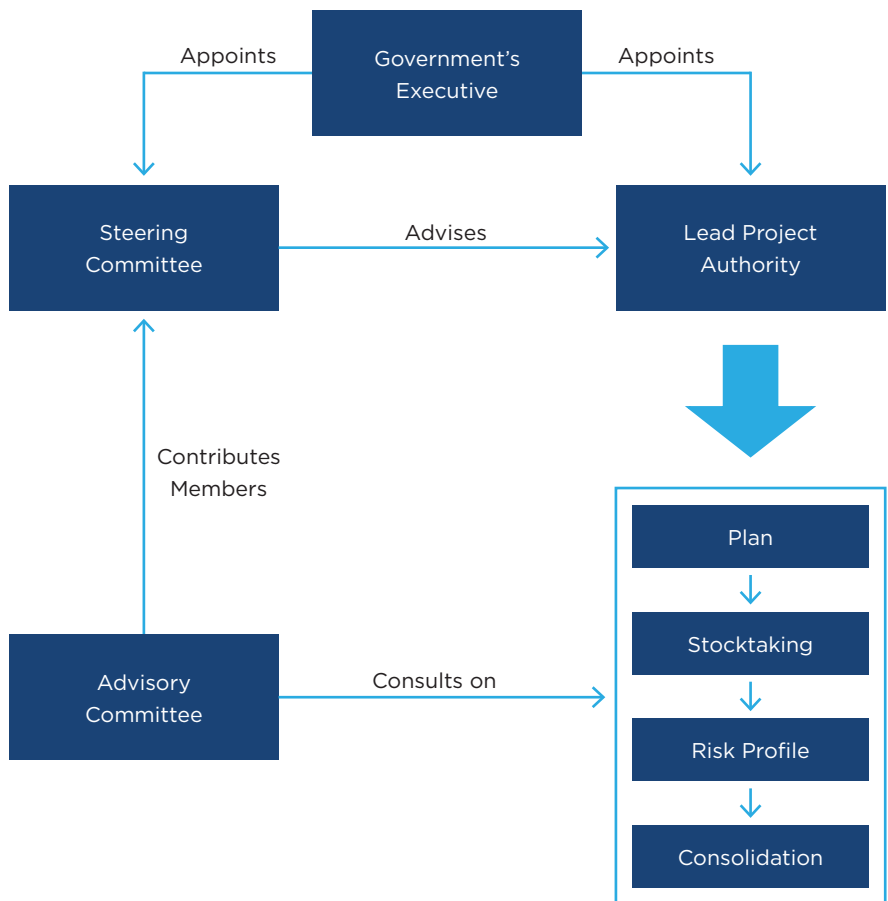 Appoints
Government's
Executive
Appoints
Steering
Committee
Advises
Lead Project
Authority
Contributes
Members
Plan
Stocktaking
Advisory
Committee
Consults on
Risk Profile
Consolidation